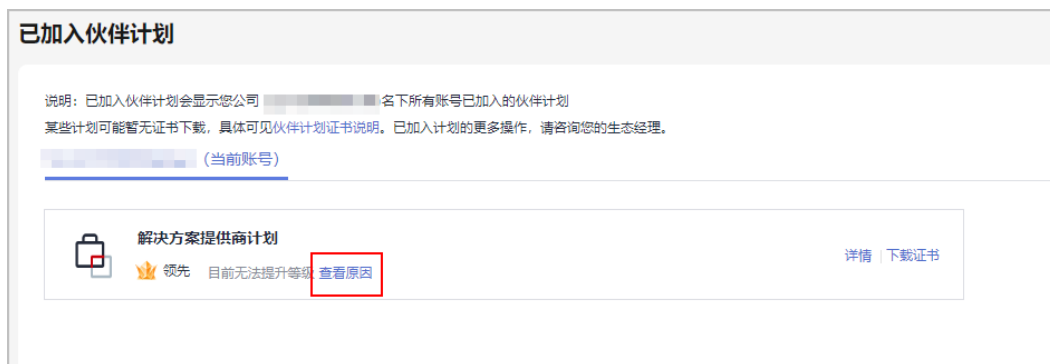 已加入伙伴计划
说明：已加入伙伴计划会显示您公司 名下所有账号已加入的伙伴计划
某些计划可能暂无证书下载，具体可见伙伴计划证书说明。已加入计划的更多操作，请咨询您的生态经理。
（当前账号）
解决方案提供商计划
领先 目前无法提升等级 查看原因
详情 下载证书